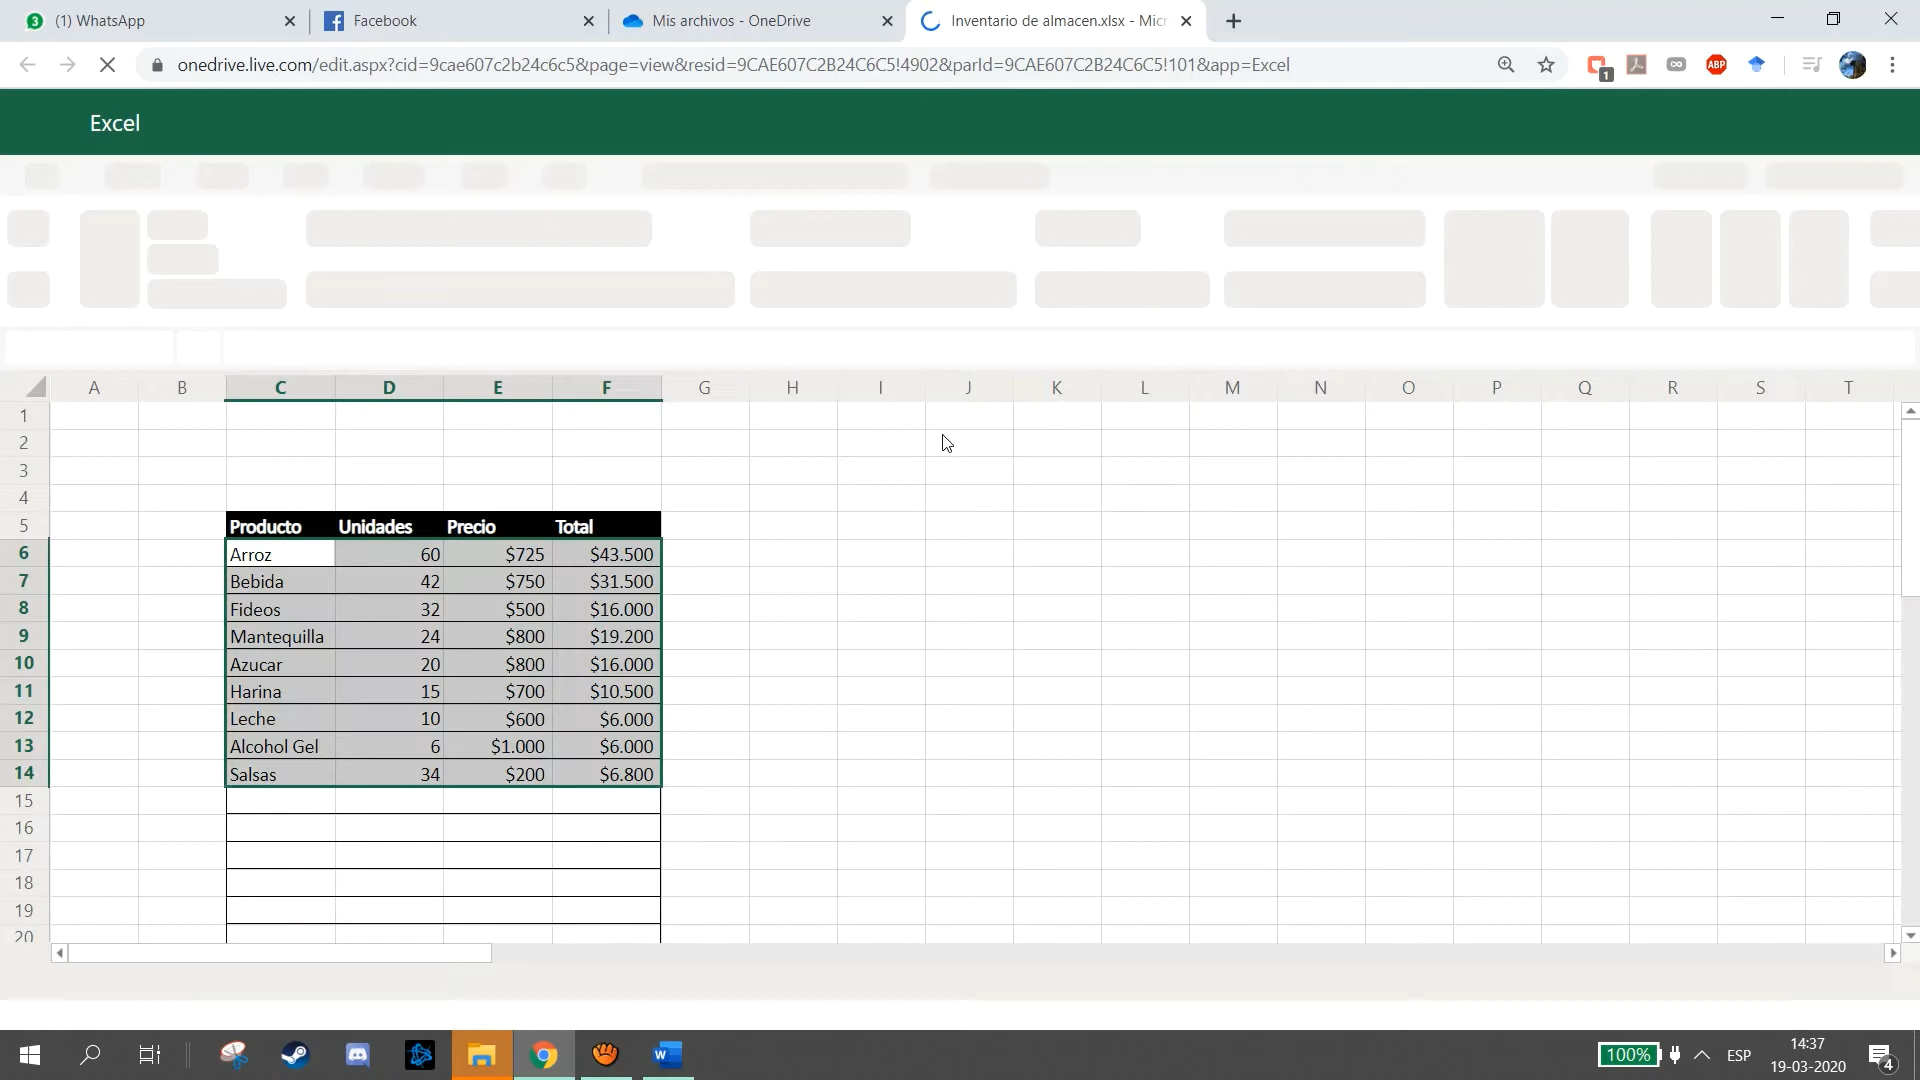 3 (1) WhatsApp Facebook Mis archivos - OneDrive Inventario de almacen.xlsx - Micr
onedrive.live.com/edit.aspx?cid=9cae607c2b24c6c5&page=view&resid=9CAE607C2B24C6C5!4902&parId=9CAE607C2B24C6C5!101&app=Excel 1 ABP
Excel
A B C D E F G H I J K L M N O P Q R S T
1
2
3
4
5 Producto Unidades Precio Total
6 Arroz 60 $725 $43.500
7 Bebida 42 $750 $31.500
8 Fideos 32 $500 $16.000
9 Mantequilla 24 $800 $19.200
10 Azucar 20 $800 $16.000
11 Harina 15 $700 $10.500
12 Leche 10 $600 $6.000
13 Alcohol Gel 6 $1.000 $6.000
14 Salsas 34 $200 $6.800
15
16
17
18
19
20
W 100% ESP 14:37
19-03-2020 4